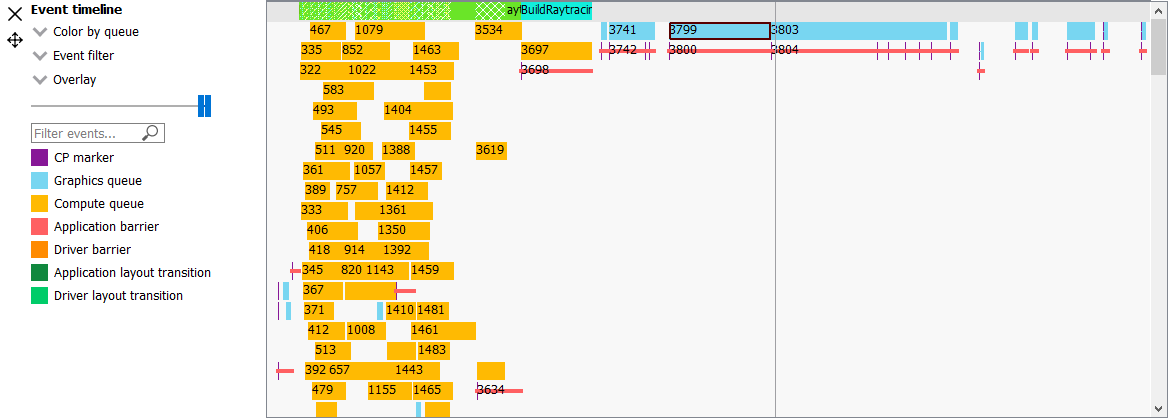 Event timeline
Color by queue
Event filter
Overlay
Filter events...
CP marker
Graphics queue
Compute queue
Application barrier
Driver barrier
Application layout transition
Driver layout transition
BuildRaytracin
467 1079 3534 3741 3799 3803
335 852 1463 3697 3742 3800 3804
322 1022 1453 3698
583
493 1404
545 1455
511 920 1388 3619
361 1057 1457
389 757 1412
333 1361
406 1350
418 914 1392
345 820 1143 1459
367
371 1410 1481
412 1008 1461
513 1483
392 657 1443
479 1155 1465 3634